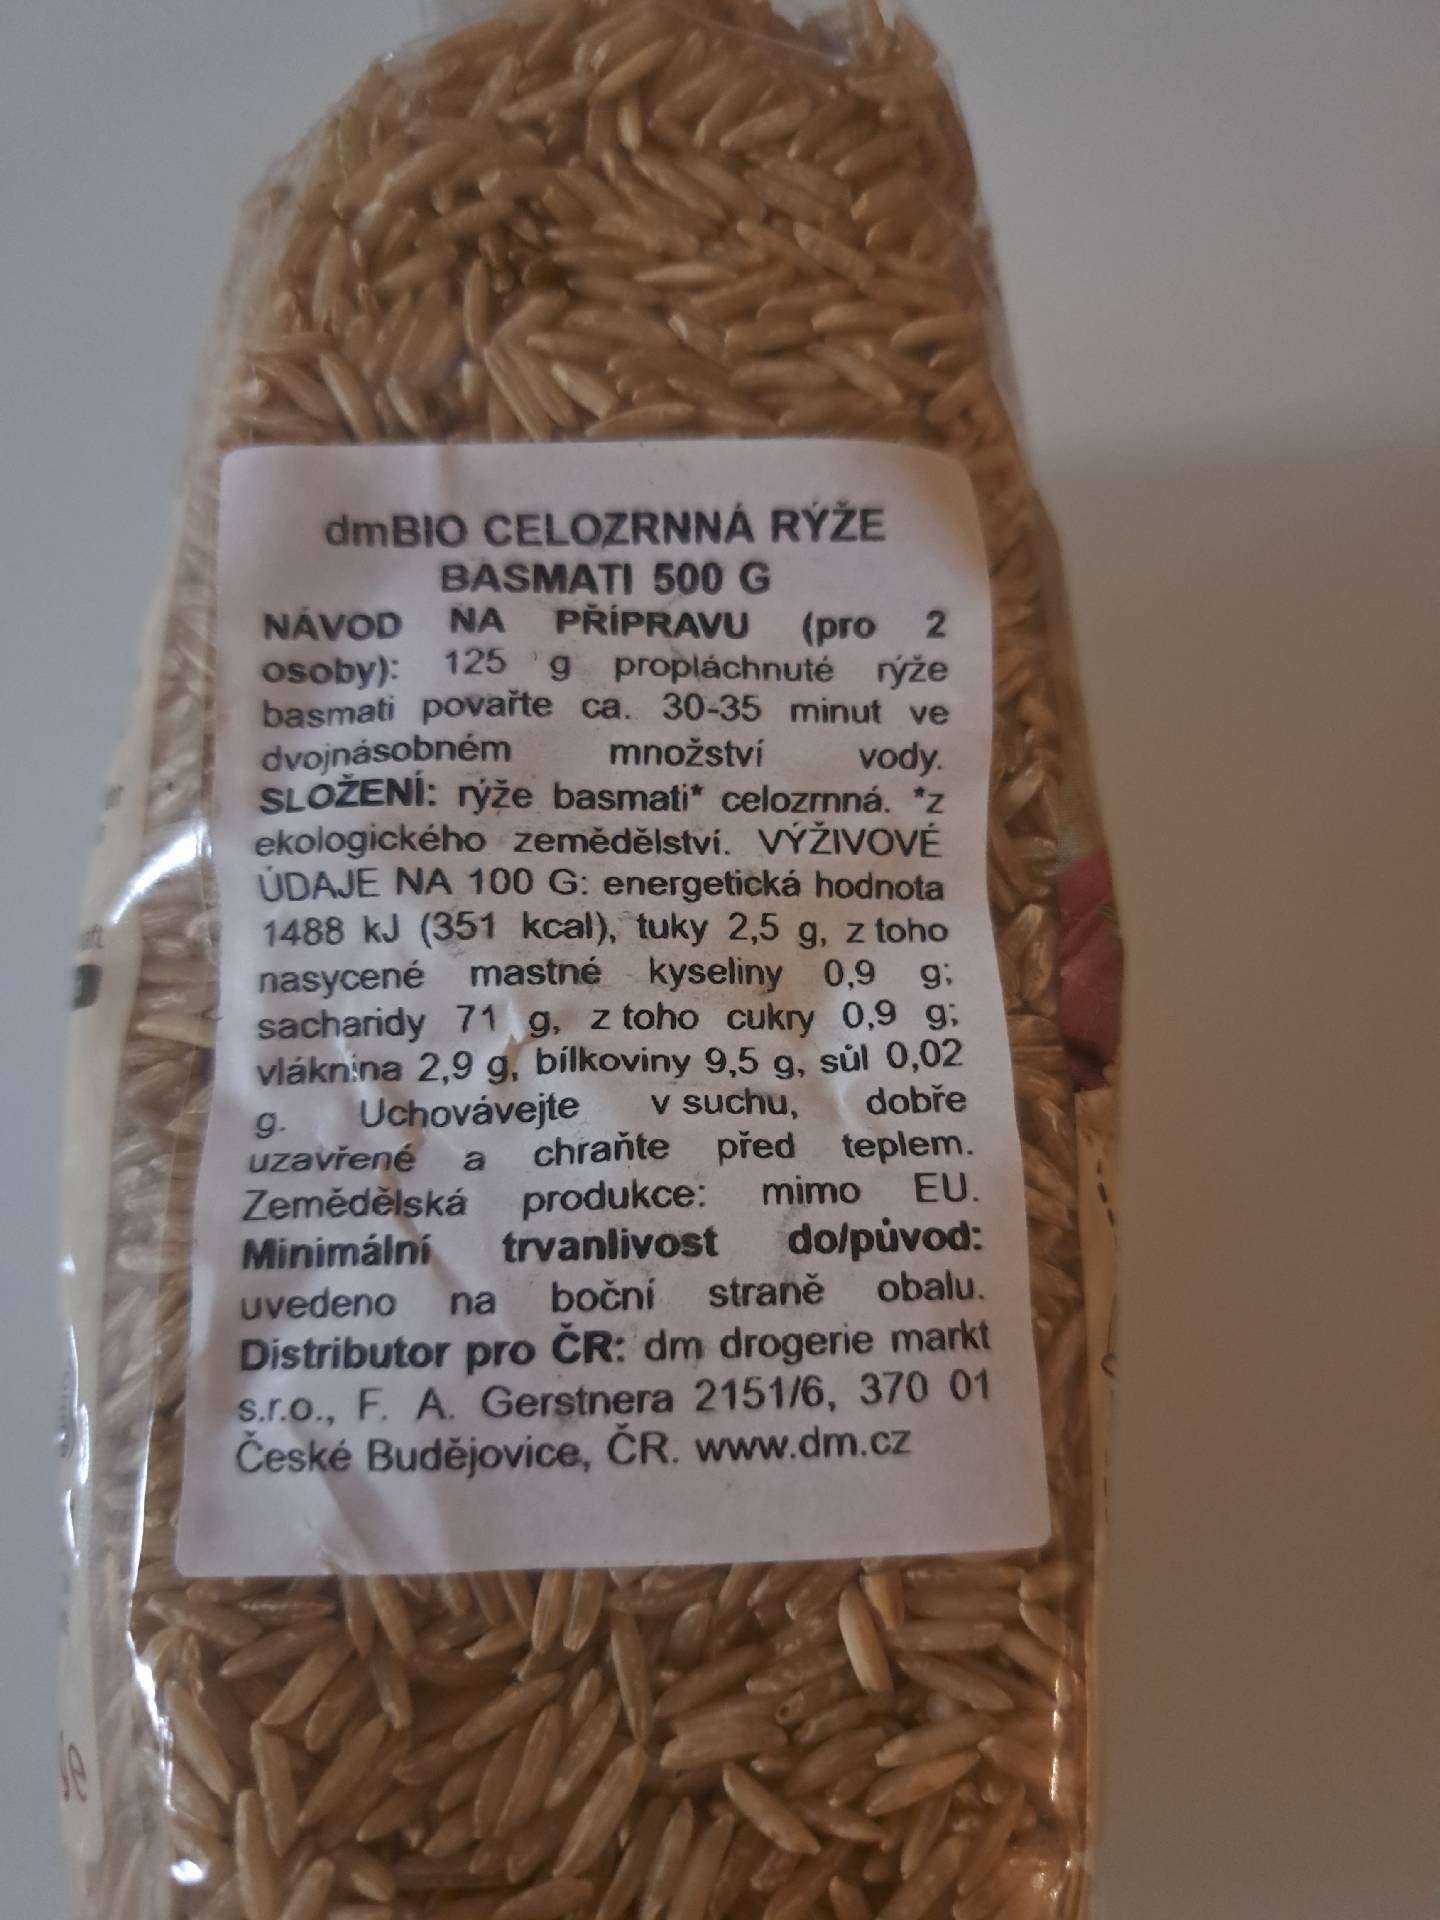 dmBIO CELOZRNNÁ RÝŽE
BASMATI 500 G
NÁVOD NA PŘÍPRAVU (pro 2
osoby): 125 g propláchnuté rýže
basmati povařte ca. 30-35 minut ve
dvojnásobném množství vody.
SLOŽENÍ: rýže basmati* celozrnná. *z
ekologického zemědělství. VÝŽIVOVÉ
ÚDAJE NA 100 G: energetická hodnota
1488 kJ (351 kcal), tuky 2,5 g, z toho
nasycené mastné kyseliny 0,9 g;
sacharidy 71 g, z toho cukry 0,9 g;
vláknina 2,9 g, bílkoviny 9,5 g, sůl 0,02
g. Uchovávejte v suchu, dobře
uzavřené a chraňte před teplem.
Zemědělská produkce: mimo EU.
Minimální trvanlivost do/původ:
uvedeno na boční straně obalu.
Distributor pro ČR: dm drogerie markt
s.r.o., F. A. Gerstnera 2151/6, 370 01
České Budějovice, ČR. www.dm.cz